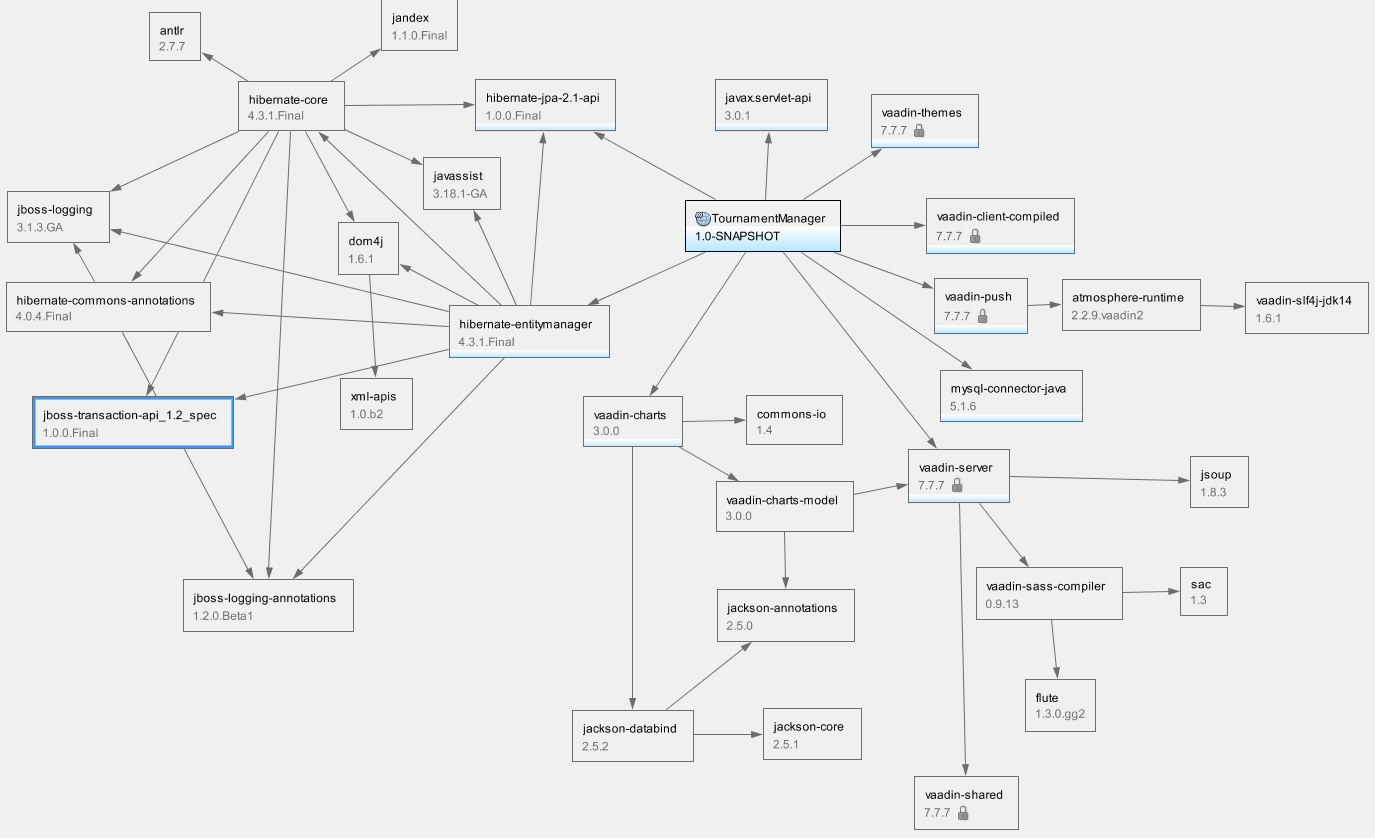 jandex
1.1.0.Final
antlr
2.7.7
hibernate-core
4.3.1.Final
hibernate-jpa-2.1-api
1.0.0.Final
javax.servlet-api
3.0.1
vaadin-themes
7.7.7
javassist
3.18.1-GA
jboss-logging
3.1.3.GA
TournamentManager
1.0-SNAPSHOT
vaadin-client-compiled
7.7.7
dom4j
1.6.1
hibernate-commons-annotations
4.0.4.Final
vaadin-push
7.7.7
atmosphere-runtime
2.2.9.vaadin2
vaadin-slf4j-jdk14
1.6.1
hibernate-entitymanager
4.3.1.Final
xml-apis
1.0.b2
mysql-connector-java
5.1.6
jboss-transaction-api_1.2_spec
1.0.0.Final
vaadin-charts
3.0.0
commons-io
1.4
vaadin-server
7.7.7
jsoup
1.8.3
vaadin-charts-model
3.0.0
jboss-logging-annotations
1.2.0.Beta1
vaadin-sass-compiler
0.9.13
sac
1.3
jackson-annotations
2.5.0
flute
1.3.0.gg2
jackson-databind
2.5.2
jackson-core
2.5.1
vaadin-shared
7.7.7